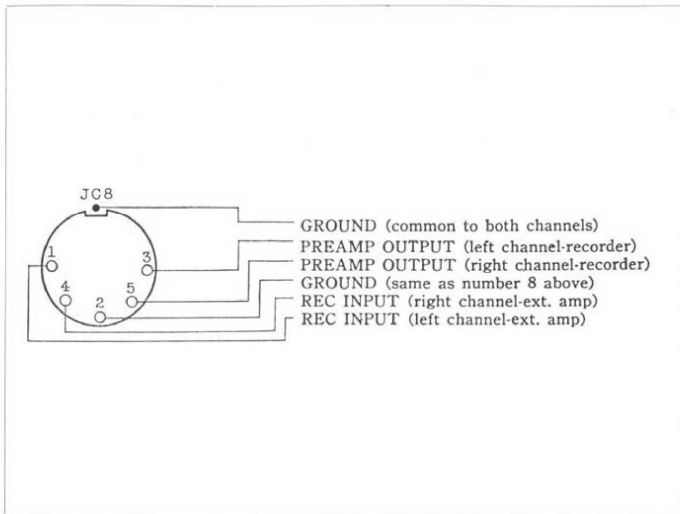 JC8
GROUND (common to both channels)
1
3
PREAMP OUTPUT (left channel-recorder)
PREAMP OUTPUT (right channel-recorder)
4
2
5
GROUND (same as number 8 above)
REC INPUT (right channel-ext. amp)
REC INPUT (left channel-ext. amp)